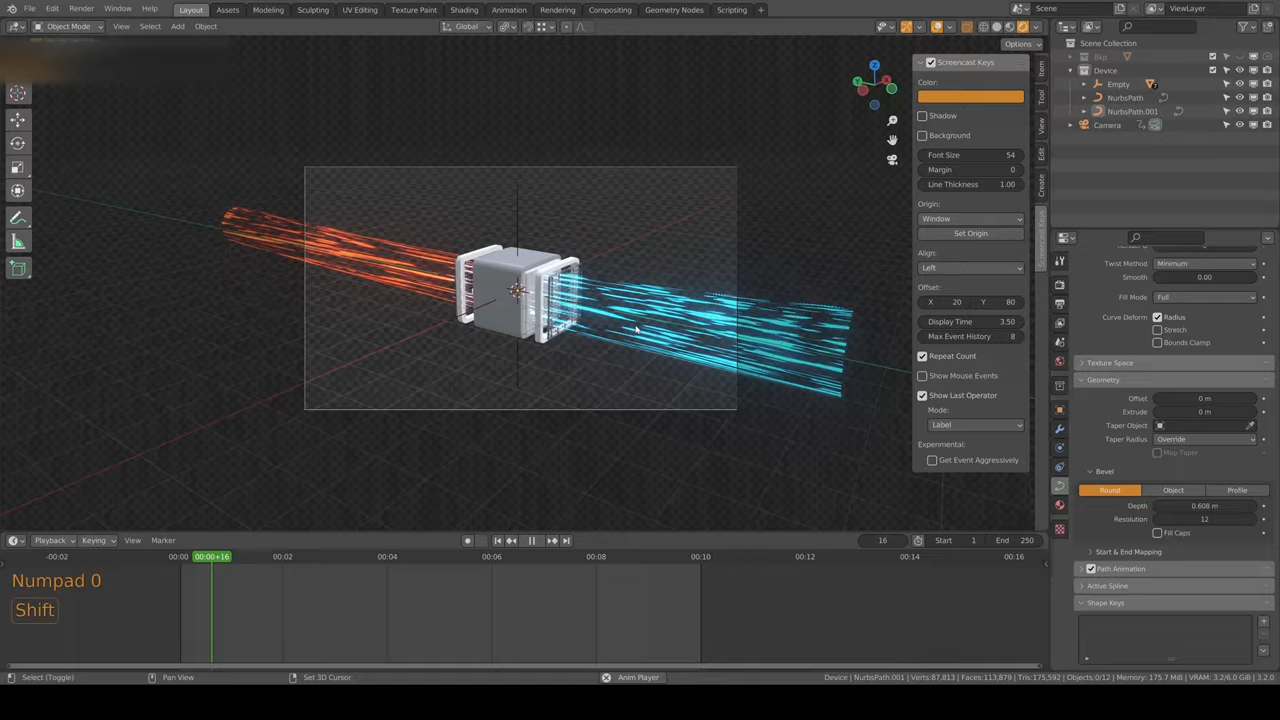 File Edit Render Window Help Layout Assets Modeling Sculpting UV Editing Texture Paint Shading Animation Rendering Compositing Geometry Nodes Scripting + Scene ViewLayer
Object Mode View Select Add Object Global
Options
Scene Collection
Bkp
Device
Empty
NurbsPath
NurbsPath.001
Camera
Screencast Keys
Color:
Shadow
Background
Font Size 54
Margin 0
Line Thickness 1.00
Origin:
Window
Set Origin
Align:
Left
Offset:
X 20 Y 80
Display Time 3.50
Max Event History 8
Repeat Count
Show Mouse Events
Show Last Operator
Mode:
Label
Experimental:
Get Event Aggressively
Item
Tool
View
Edit
Create
Screencast Keys
X
Y
Z
Twist Method Minimum
Smooth 0.00
Fill Mode Full
Curve Deform Radius
Stretch
Bounds Clamp
Texture Space
Geometry
Offset 0 m
Extrude 0 m
Taper Object
Taper Radius Override
Map Taper
Bevel
Round Object Profile
Depth 0.608 m
Resolution 12
Fill Caps
Start & End Mapping
Path Animation
Active Spline
Shape Keys
Playback Keying View Marker 16 Start 1 End 250
-00:02 00:00 00:00+16 00:02 00:04 00:06 00:08 00:10 00:12 00:14 00:16
Numpad 0
Shift
Select (Toggle) Pan View Set 3D Cursor Anim Player Device | NurbsPath.001 | Verts:87,813 | Faces:113,879 | Tris:175,592 | Objects:0/12 | Memory: 175.7 MiB | VRAM: 3.2/6.0 GiB | 3.2.0